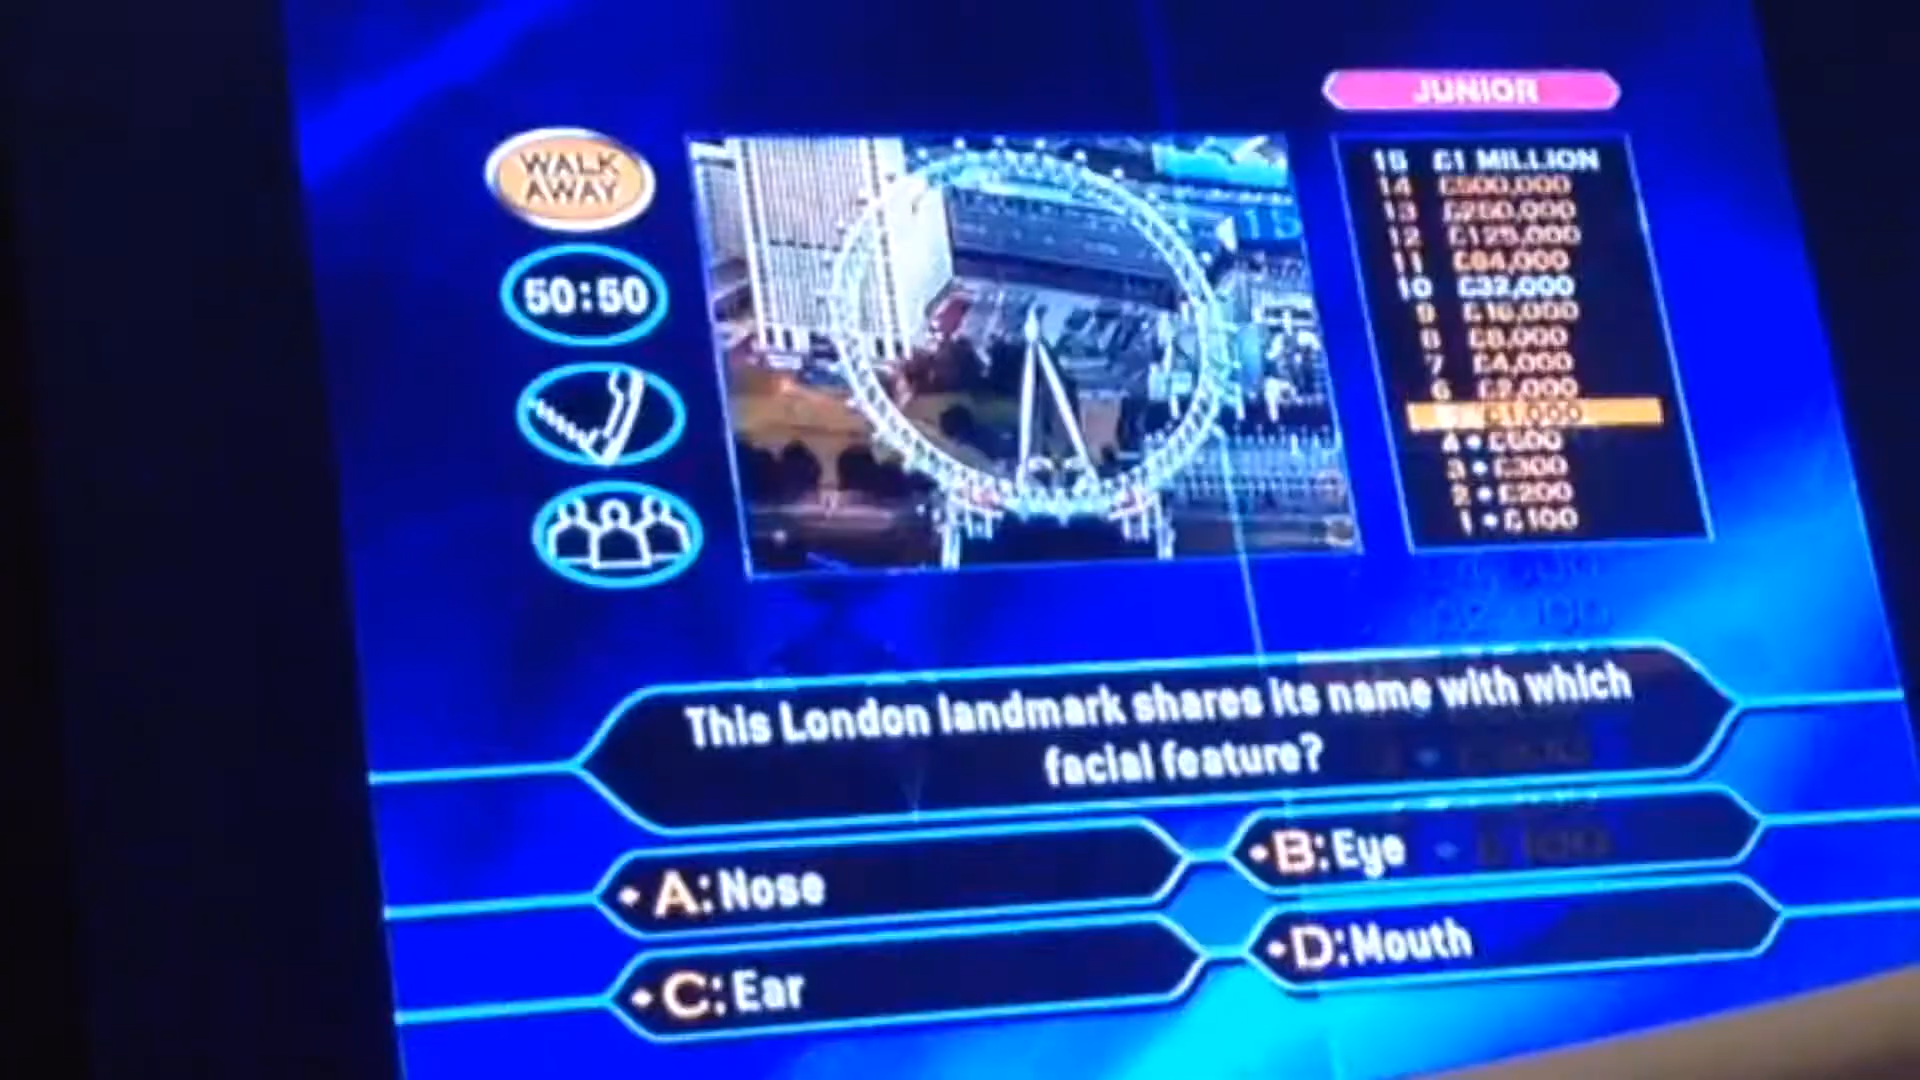 JUNIOR
WALK
AWAY
50:50
15 £1 MILLION
14 £500,000
13 £250,000
12 £125,000
11 £64,000
10 £32,000
9 £16,000
8 £8,000
7 £4,000
6 £2,000
£1,000
4 • £500
3 • £300
2 • £200
1 • £100
This London landmark shares its name with which
facial feature?
• A: Nose
• B: Eye
• C: Ear
• D: Mouth